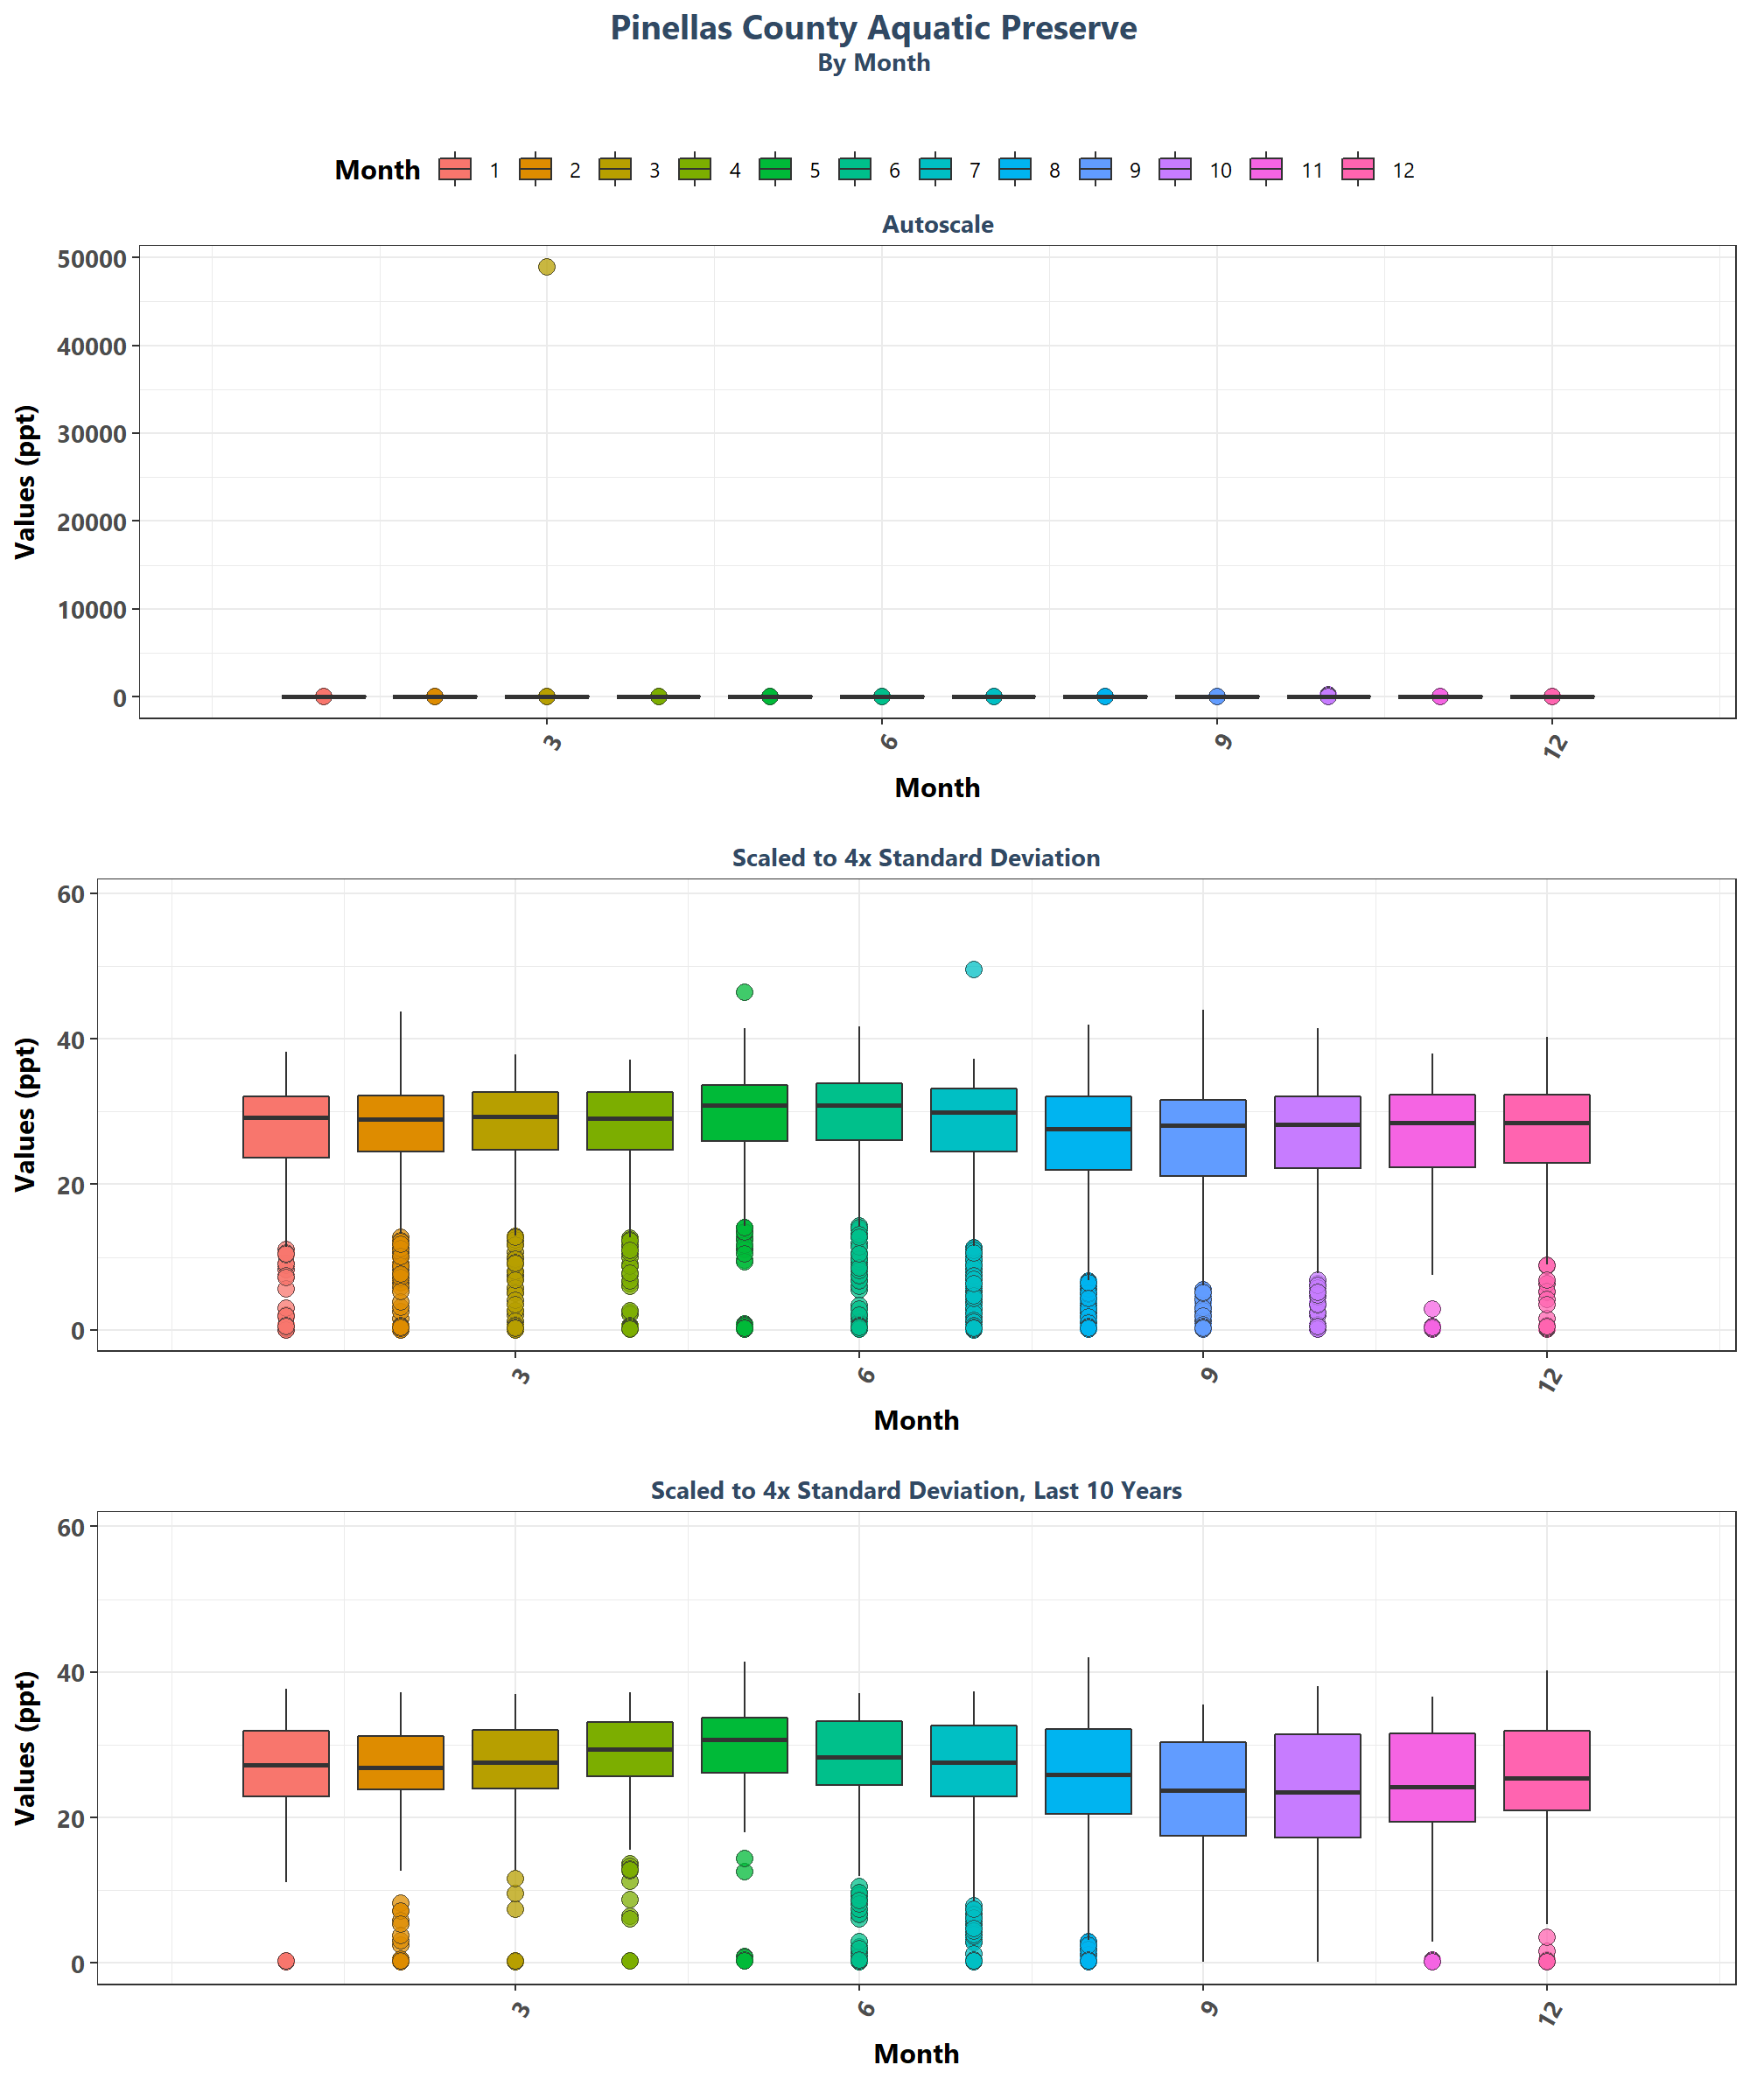 Pinellas County Aquatic Preserve
By Month
Month 1 2 3 4 5 6 7 8 9 10 11 12
Autoscale
Values (ppt)
50000
40000
30000
20000
10000
0
3 6 9 12
Month
Scaled to 4x Standard Deviation
Values (ppt)
60
40
20
0
3 6 9 12
Month
Scaled to 4x Standard Deviation, Last 10 Years
Values (ppt)
60
40
20
0
3 6 9 12
Month